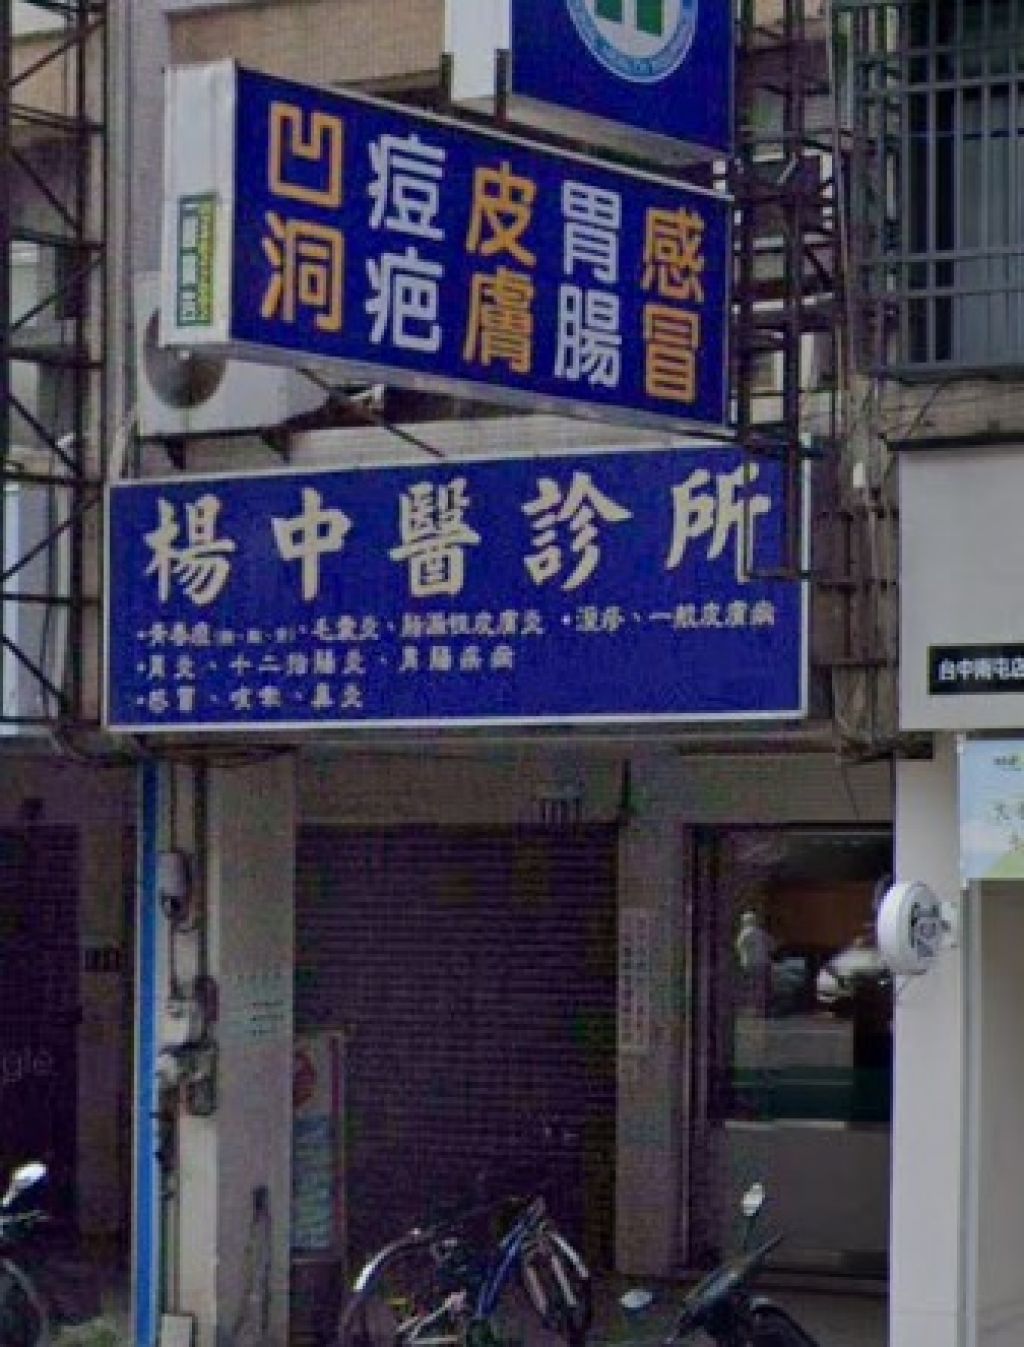 感冒
胃腸
皮膚
痘疤
凹洞
楊中醫診所
•青春痘、毛囊炎、脂漏性皮膚炎 •濕疹、一般皮膚病
•胃炎、十二指腸炎、胃腸疾病
•感冒、咳嗽、鼻炎
台中南屯店